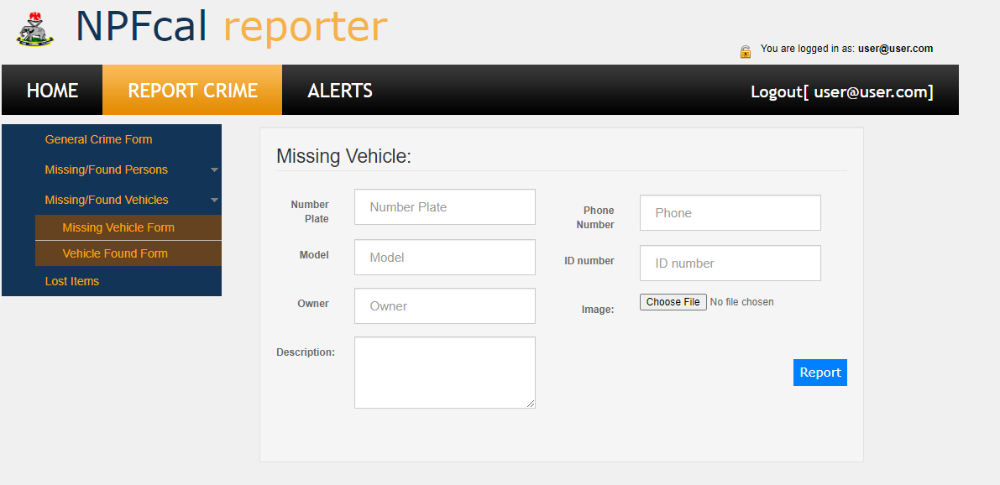 NPFcal reporter
You are logged in as: user@user.com
HOME
REPORT CRIME
ALERTS
Logout[ user@user.com]
General Crime Form
Missing/Found Persons
Missing/Found Vehicles
Missing Vehicle Form
Vehicle Found Form
Lost Items
Missing Vehicle:
Number
Plate
Number Plate
Model
Model
Owner
Owner
Description:
Phone
Number
Phone
ID number
ID number
Image:
Choose File No file chosen
Report